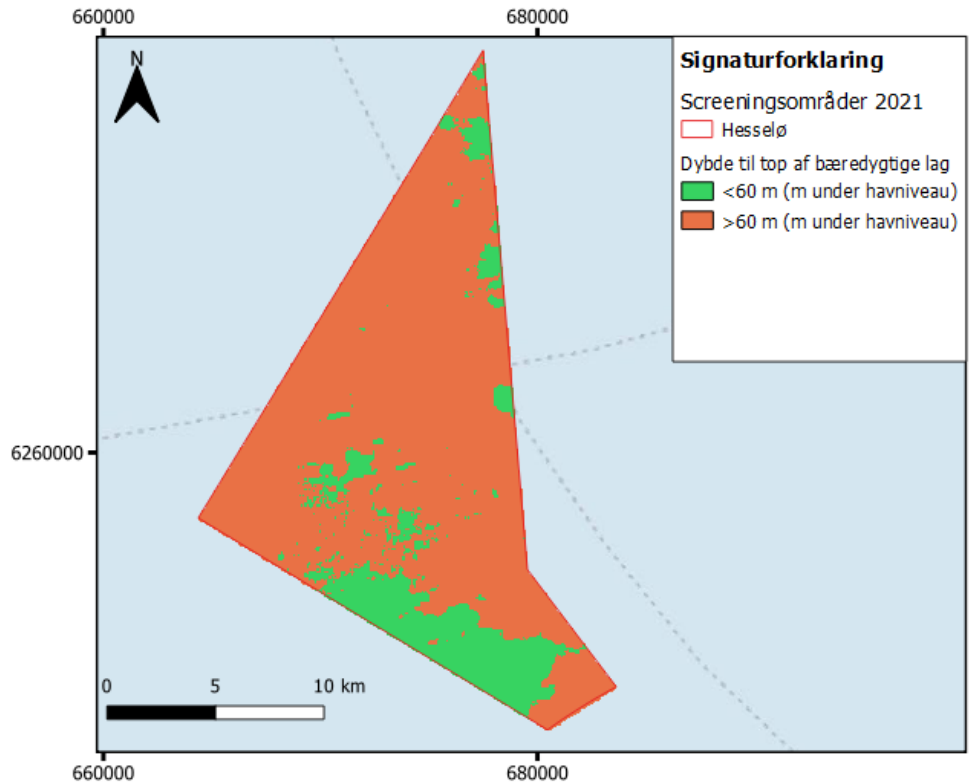 660000
680000
N
Signaturforklaring
Screeningsområder 2021
Hesselø
Dybde til top af bæredygtige lag
<60 m (m under havniveau)
>60 m (m under havniveau)
6260000
0 5 10 km
660000
680000